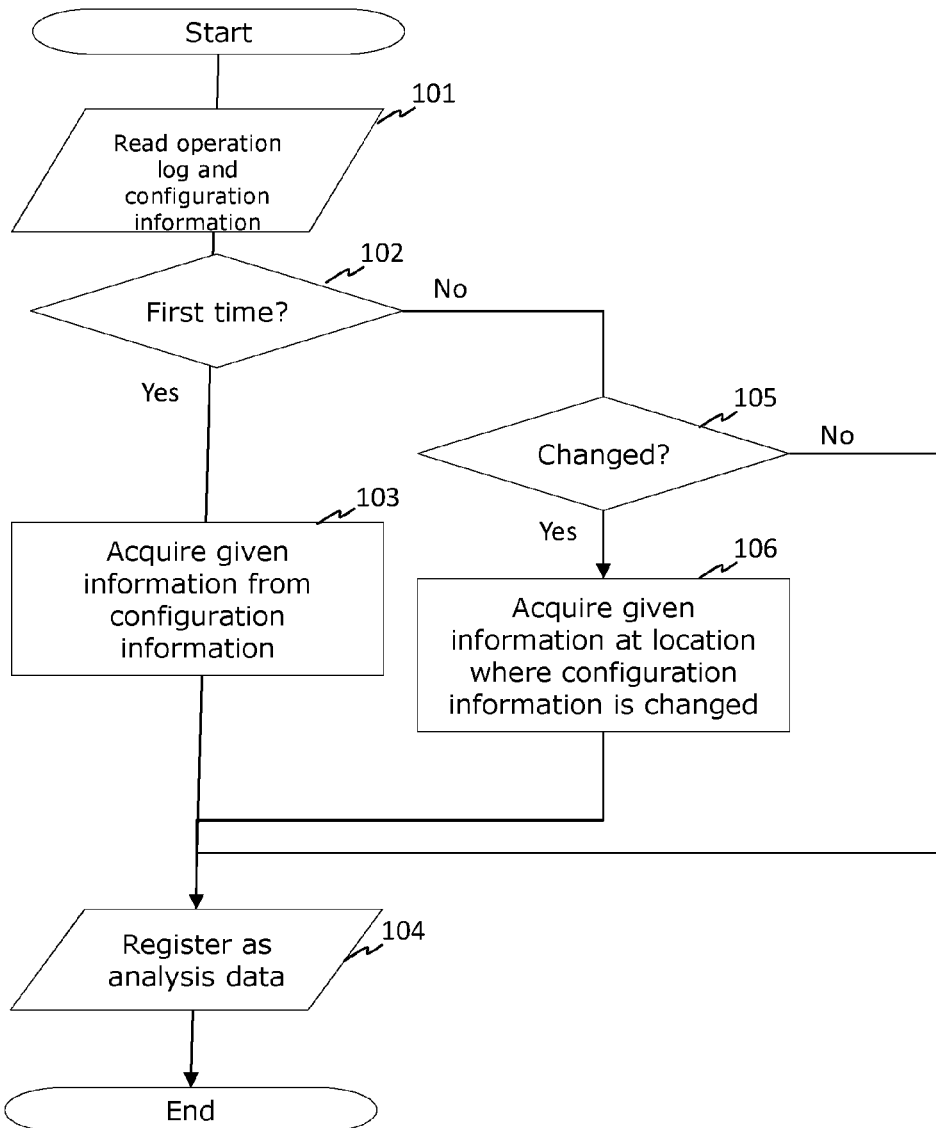 Start
101
Read operation
log and
configuration
information
102
First time?
No
Yes
105
Changed?
No
103
Yes
106
Acquire given
information from
configuration
information
Acquire given
information at location
where configuration
information is changed
104
Register as
analysis data
End